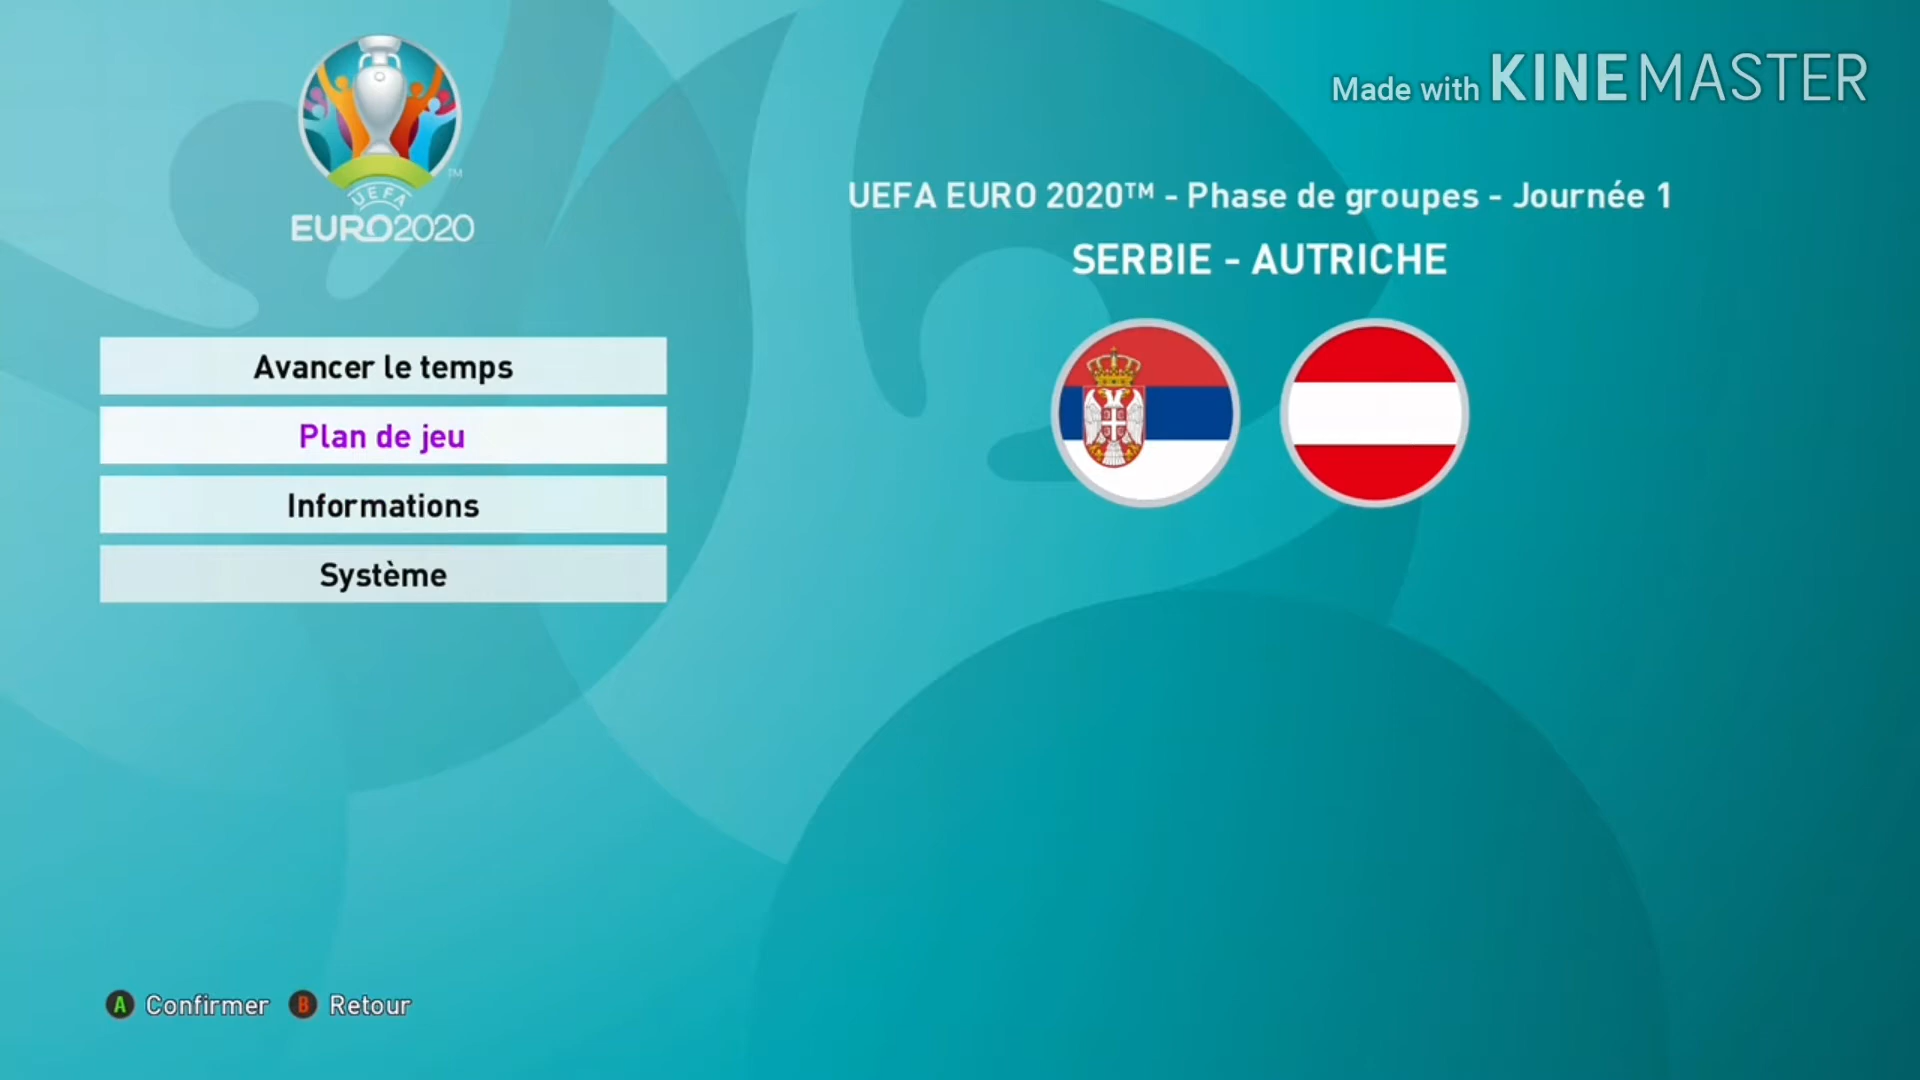 Made with KINEMASTER
TM
UEFA
EURO2020
UEFA EURO 2020™ - Phase de groupes - Journée 1
SERBIE - AUTRICHE
Avancer le temps
Plan de jeu
Informations
Système
A Confirmer B Retour